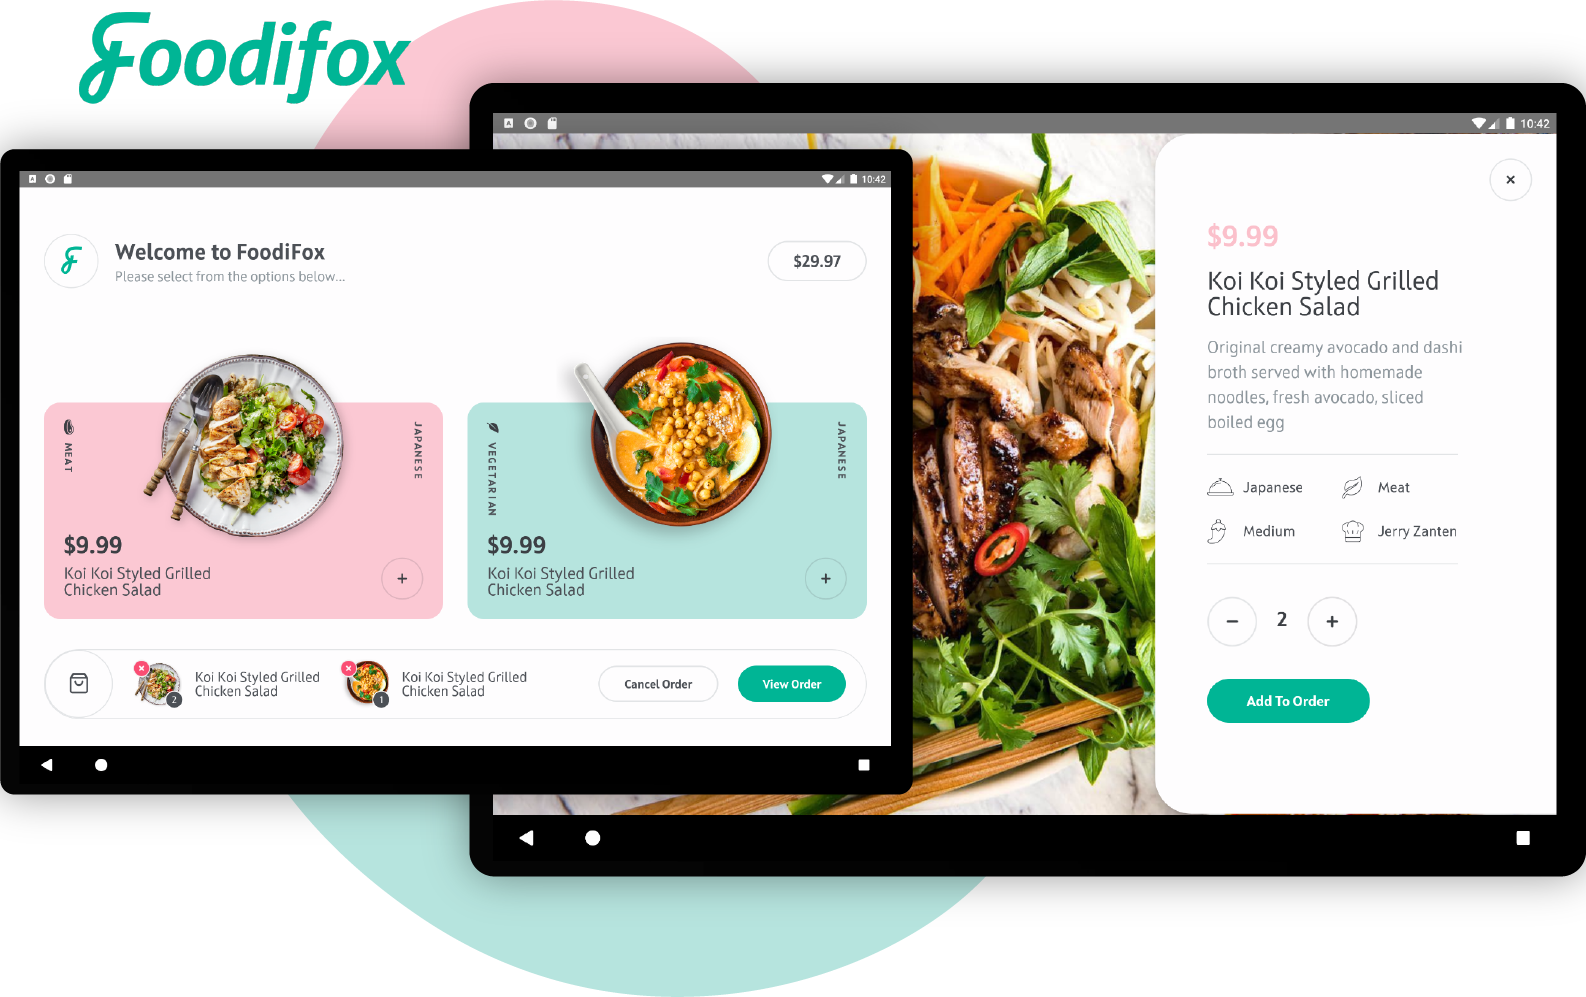 Foodifox
10:42
Welcome to FoodiFox
Please select from the options below...
$29.97
MEAT
JAPANESE
$9.99
Koi Koi Styled Grilled
Chicken Salad
+
VEGETARIAN
JAPANESE
$9.99
Koi Koi Styled Grilled
Chicken Salad
+
2
Koi Koi Styled Grilled
Chicken Salad
1
Koi Koi Styled Grilled
Chicken Salad
Cancel Order
View Order
10:42
$9.99
Koi Koi Styled Grilled
Chicken Salad
Original creamy avocado and dashi
broth served with homemade
noodles, fresh avocado, sliced
boiled egg
Japanese
Meat
Medium
Jerry Zanten
− 2 +
Add To Order